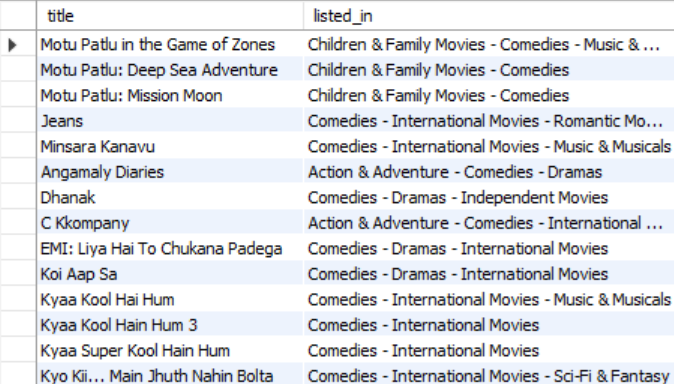 title listed_in
Motu Patlu in the Game of Zones Children & Family Movies - Comedies - Music & ...
Motu Patlu: Deep Sea Adventure Children & Family Movies - Comedies
Motu Patlu: Mission Moon Children & Family Movies - Comedies
Jeans Comedies - International Movies - Romantic Mo...
Minsara Kanavu Comedies - International Movies - Music & Musicals
Angamaly Diaries Action & Adventure - Comedies - Dramas
Dhanak Comedies - Dramas - Independent Movies
C Kkompany Action & Adventure - Comedies - International ...
EMI: Liya Hai To Chukana Padega Comedies - Dramas - International Movies
Koi Aap Sa Comedies - Dramas - International Movies
Kyaa Kool Hai Hum Comedies - International Movies - Music & Musicals
Kyaa Kool Hain Hum 3 Comedies - International Movies
Kyaa Super Kool Hain Hum Comedies - International Movies
Kyo Kii... Main Jhuth Nahin Bolta Comedies - International Movies - Sci-Fi & Fantasy